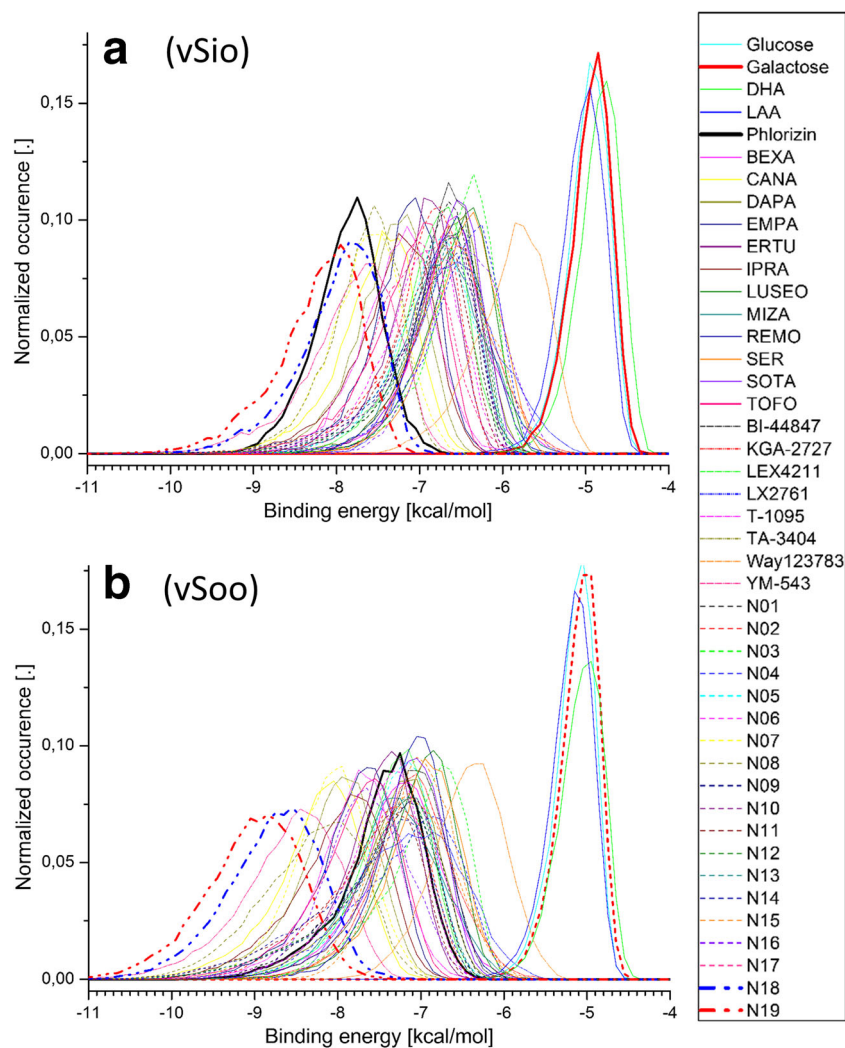 a (vSio)
0,15
0,10
0,05
0,00
Normalized occurence [.]
-11 -10 -9 -8 -7 -6 -5 -4
Binding energy [kcal/mol]
b (vSoo)
0,15
0,10
0,05
0,00
Normalized occurence [.]
-11 -10 -9 -8 -7 -6 -5 -4
Binding energy [kcal/mol]
Glucose
Galactose
DHA
LAA
Phlorizin
BEXA
CANA
DAPA
EMPA
ERTU
IPRA
LUSEO
MIZA
REMO
SER
SOTA
TOFO
BI-44847
KGA-2727
LEX4211
LX2761
T-1095
TA-3404
Way123783
YM-543
N01
N02
N03
N04
N05
N06
N07
N08
N09
N10
N11
N12
N13
N14
N15
N16
N17
N18
N19